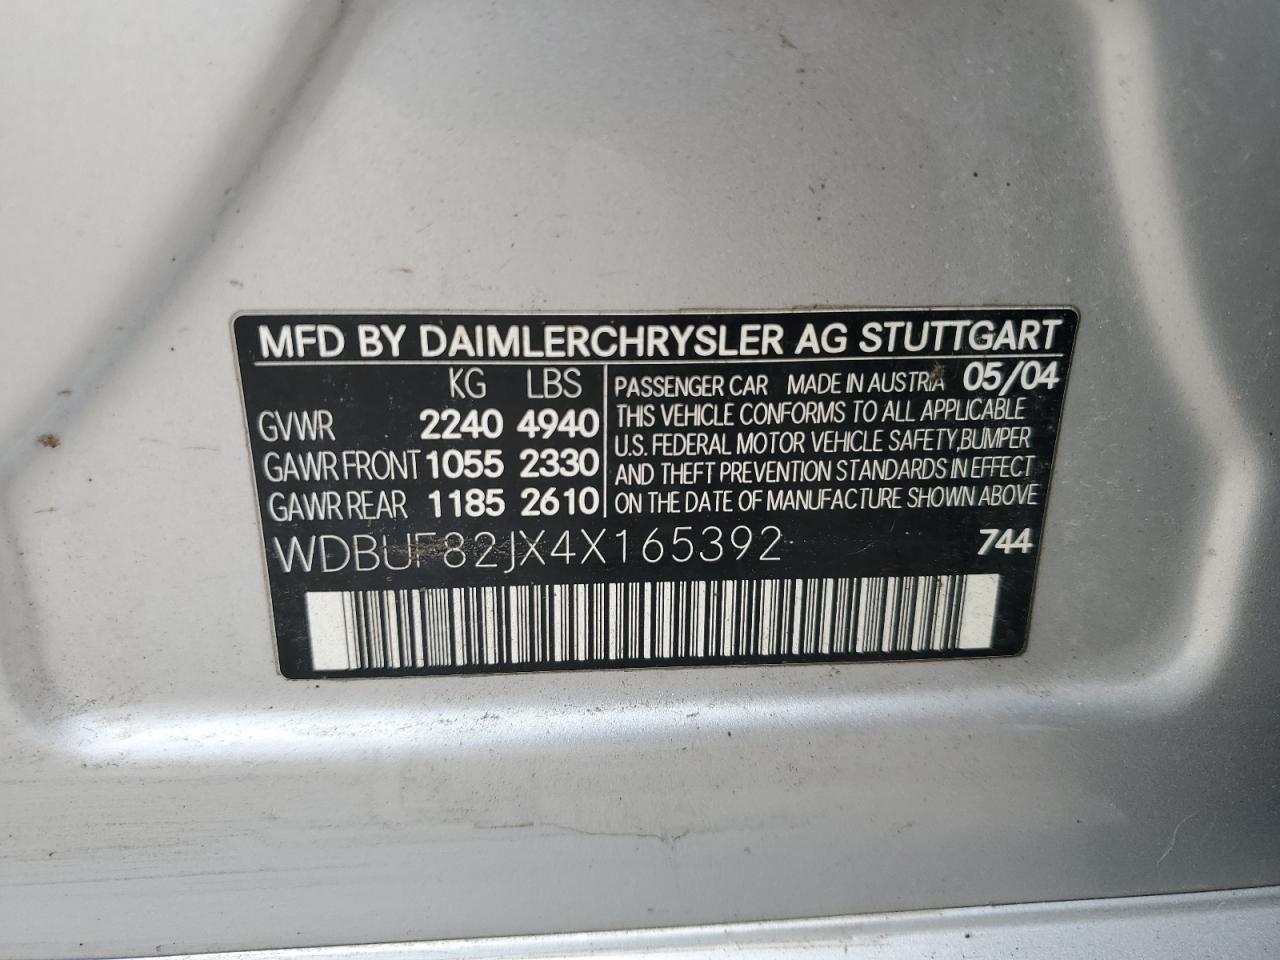 MFD BY DAIMLERCHRYSLER AG STUTTGART
KG LBS
GVWR 2240 4940
GAWR FRONT 1055 2330
GAWR REAR 1185 2610
PASSENGER CAR MADE IN AUSTRIA 05/04
THIS VEHICLE CONFORMS TO ALL APPLICABLE
U.S. FEDERAL MOTOR VEHICLE SAFETY,BUMPER
AND THEFT PREVENTION STANDARDS IN EFFECT
ON THE DATE OF MANUFACTURE SHOWN ABOVE
WDBUF82JX4X165392 744